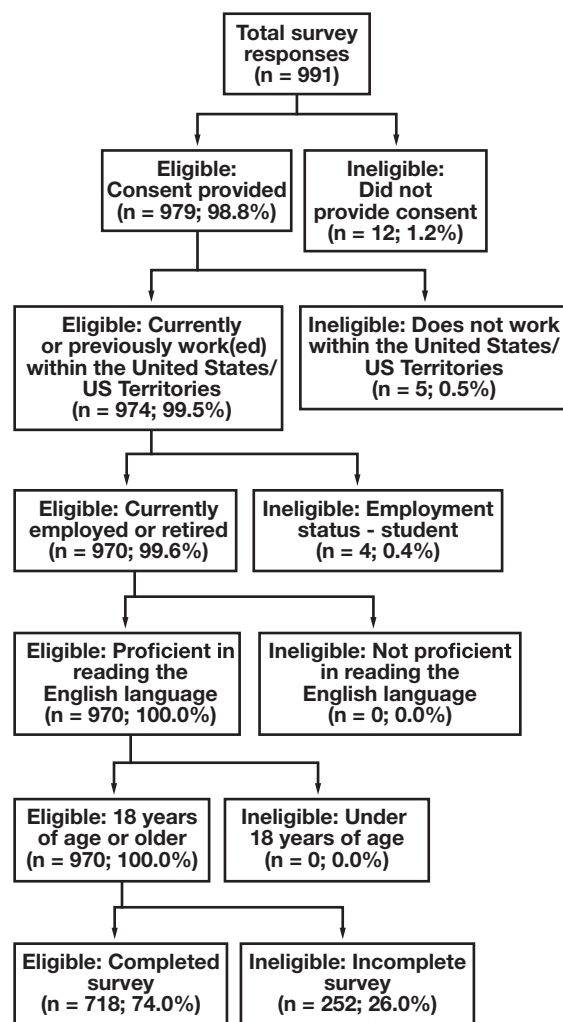 Total survey
responses
(n = 991)
Eligible:
Consent provided
(n = 979; 98.8%)
Ineligible:
Did not
provide consent
(n = 12; 1.2%)
Eligible: Currently
or previously work(ed)
within the United States/
US Territories
(n = 974; 99.5%)
Ineligible: Does not work
within the United States/
US Territories
(n = 5; 0.5%)
Eligible: Currently
employed or retired
(n = 970; 99.6%)
Ineligible: Employment
status - student
(n = 4; 0.4%)
Eligible: Proficient in
reading the
English language
(n = 970; 100.0%)
Ineligible: Not proficient
in reading the
English language
(n = 0; 0.0%)
Eligible: 18 years
of age or older
(n = 970; 100.0%)
Ineligible: Under
18 years of age
(n = 0; 0.0%)
Eligible: Completed
survey
(n = 718; 74.0%)
Ineligible: Incomplete
survey
(n = 252; 26.0%)